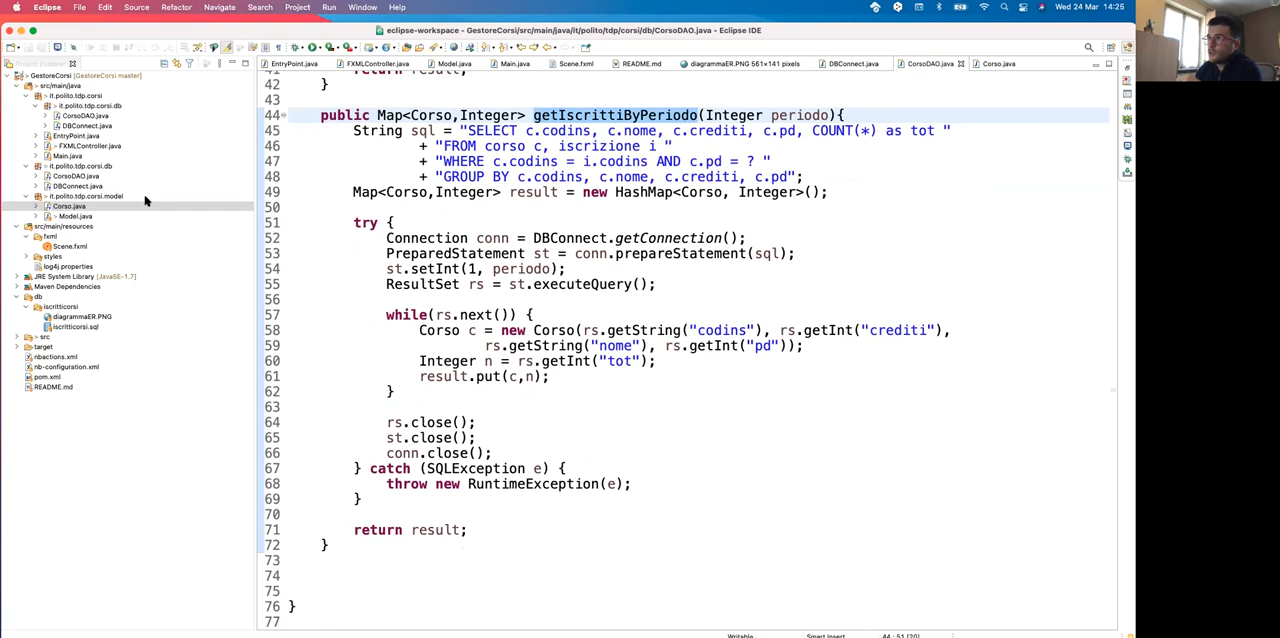 Eclipse File Edit Source Refactor Navigate Search Project Run Window Help Wed 24 Mar 14:25
eclipse-workspace - GestoreCorsi/src/main/java/it/polito/tdp/corsi/db/CorsoDAO.java - Eclipse IDE
Project Explorer
EntryPoint.java FXMLController.java Model.java Main.java Scene.fxml README.md diagrammaER.PNG 561×141 pixels DBConnect.java CorsoDAO.java Corso.java
GestoreCorsi [GestoreCorsi master]
src/main/java
it.polito.tdp.corsi
> it.polito.tdp.corsi.db
CorsoDAO.java
DBConnect.java
EntryPoint.java
> FXMLController.java
Main.java
it.polito.tdp.corsi.db
CorsoDAO.java
DBConnect.java
> it.polito.tdp.corsi.model
Corso.java
> Model.java
src/main/resources
fxml
Scene.fxml
styles
log4j.properties
JRE System Library [JavaSE-1.7]
Maven Dependencies
db
iscritticorsi
diagrammaER.PNG
iscritticorsi.sql
src
target
nbactions.xml
nb-configuration.xml
pom.xml
README.md
41 return result;
42 }
43
44 public Map<Corso,Integer> getIscrittiByPeriodo(Integer periodo){
45 String sql = "SELECT c.codins, c.nome, c.crediti, c.pd, COUNT(*) as tot "
46 + "FROM corso c, iscrizione i "
47 + "WHERE c.codins = i.codins AND c.pd = ? "
48 + "GROUP BY c.codins, c.nome, c.crediti, c.pd";
49 Map<Corso,Integer> result = new HashMap<Corso, Integer>();
50
51 try {
52 Connection conn = DBConnect.getConnection();
53 PreparedStatement st = conn.prepareStatement(sql);
54 st.setInt(1, periodo);
55 ResultSet rs = st.executeQuery();
56
57 while(rs.next()) {
58 Corso c = new Corso(rs.getString("codins"), rs.getInt("crediti"),
59 rs.getString("nome"), rs.getInt("pd"));
60 Integer n = rs.getInt("tot");
61 result.put(c,n);
62 }
63
64 rs.close();
65 st.close();
66 conn.close();
67 } catch (SQLException e) {
68 throw new RuntimeException(e);
69 }
70
71 return result;
72 }
73
74
75
76 }
77
Writable Smart Insert 44 : 51 [20]